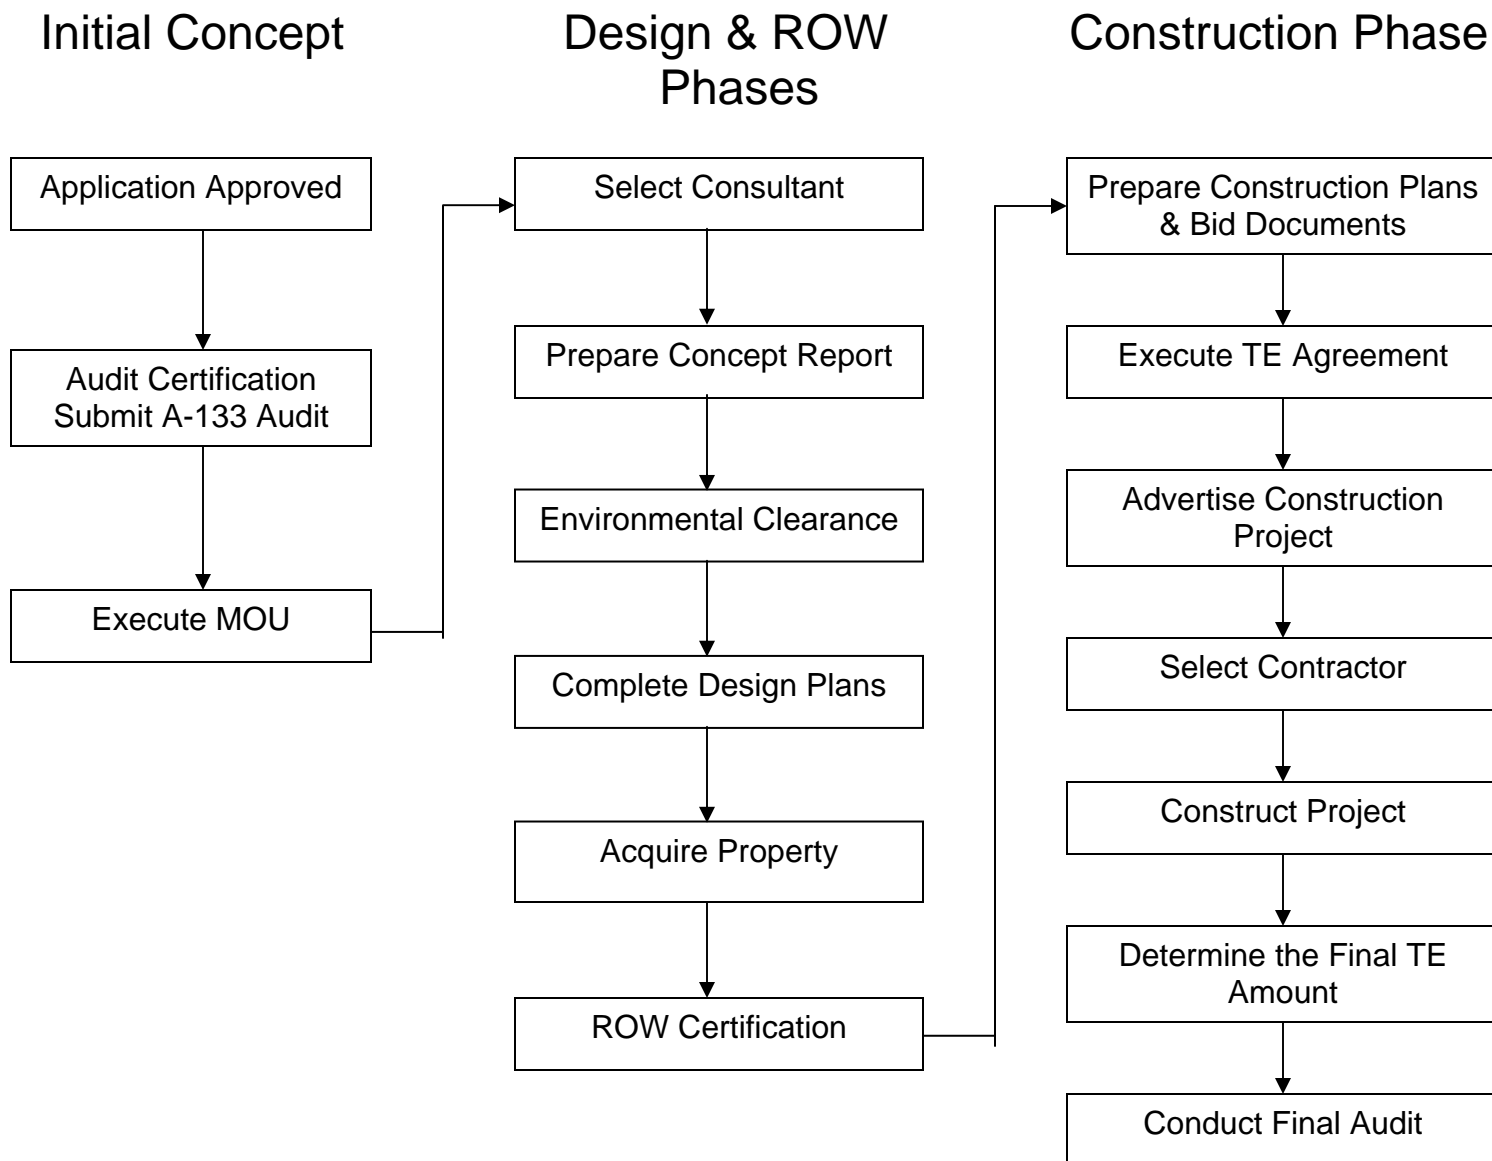 Initial Concept
Application Approved
Audit Certification
Submit A-133 Audit
Execute MOU
Design & ROW
Phases
Select Consultant
Prepare Concept Report
Environmental Clearance
Complete Design Plans
Acquire Property
ROW Certification
Construction Phase
Prepare Construction Plans
& Bid Documents
Execute TE Agreement
Advertise Construction
Project
Select Contractor
Construct Project
Determine the Final TE
Amount
Conduct Final Audit